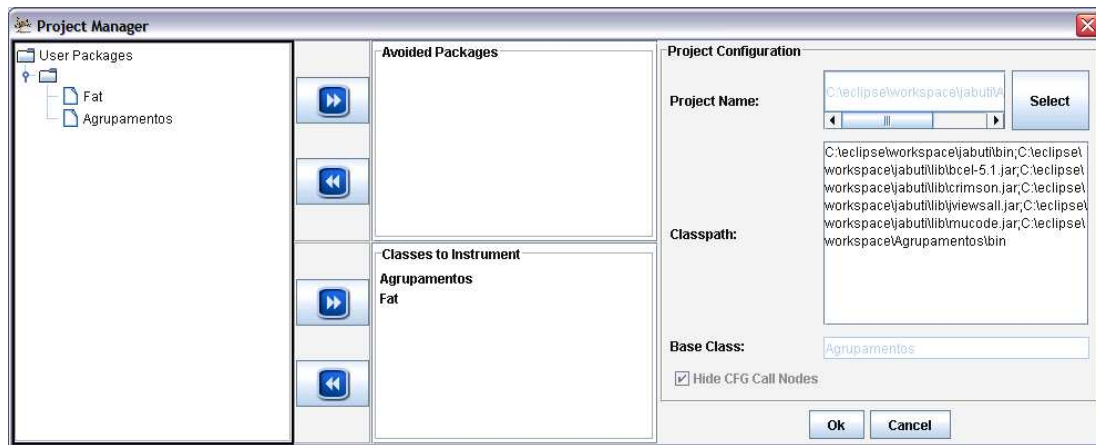 Project Manager
User Packages
Fat
Agrupamentos
Avoided Packages
Classes to Instrument
Agrupamentos
Fat
Project Configuration
Project Name:
C:\eclipse\workspace\jabuti\A
Select
Classpath:
C:\eclipse\workspace\jabuti\bin;C:\eclipse\
workspace\jabuti\lib\bcel-5.1.jar;C:\eclipse\
workspace\jabuti\lib\crimson.jar;C:\eclipse\
workspace\jabuti\lib\jviewsall.jar;C:\eclipse\
workspace\jabuti\lib\mucode.jar;C:\eclipse\
workspace\Agrupamentos\bin
Base Class:
Agrupamentos
Hide CFG Call Nodes
Ok
Cancel